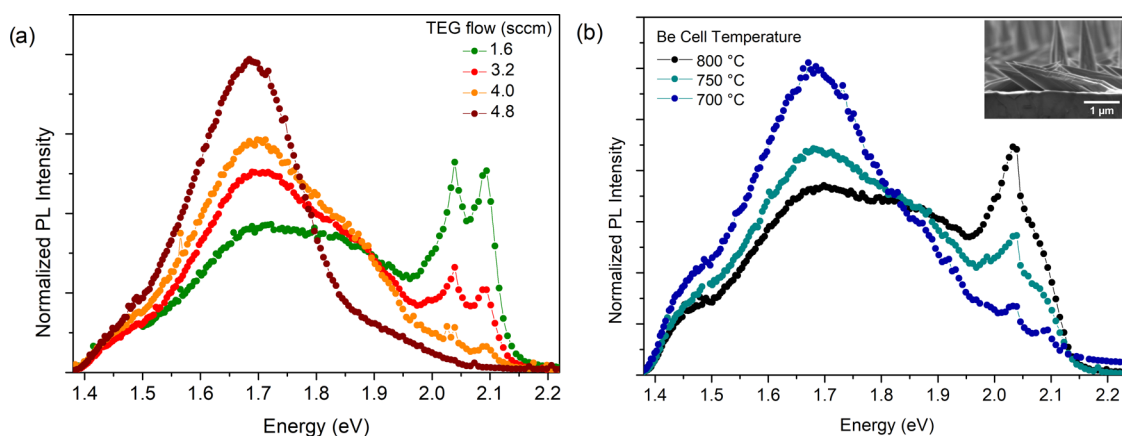 (a)
TEG flow (sccm)
1.6
3.2
4.0
4.8
Normalized PL Intensity
1.4 1.5 1.6 1.7 1.8 1.9 2.0 2.1 2.2
Energy (eV)
(b)
Be Cell Temperature
800 °C
750 °C
700 °C
1 µm
Normalized PL Intensity
1.4 1.5 1.6 1.7 1.8 1.9 2.0 2.1 2.2
Energy (eV)